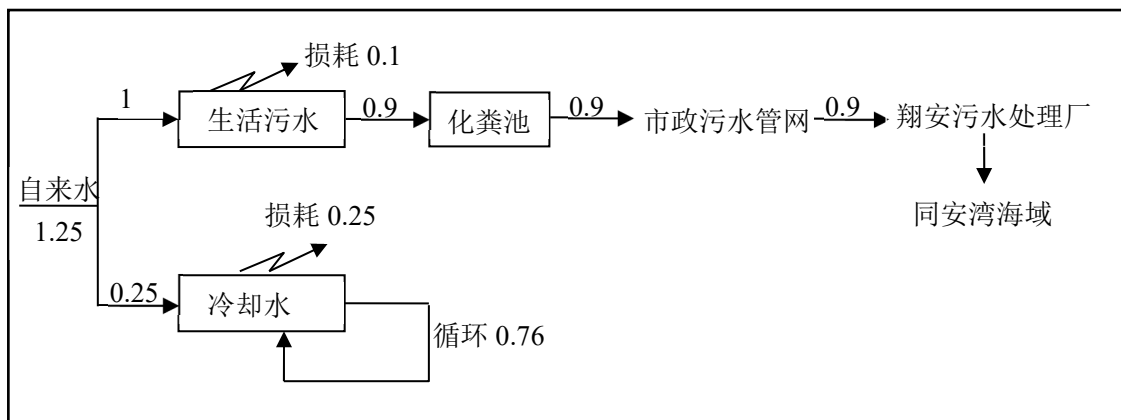 损耗 0.1
1
生活污水
0.9
化粪池
0.9
市政污水管网
0.9
翔安污水处理厂
自来水
1.25
同安湾海域
损耗 0.25
0.25
冷却水
循环 0.76